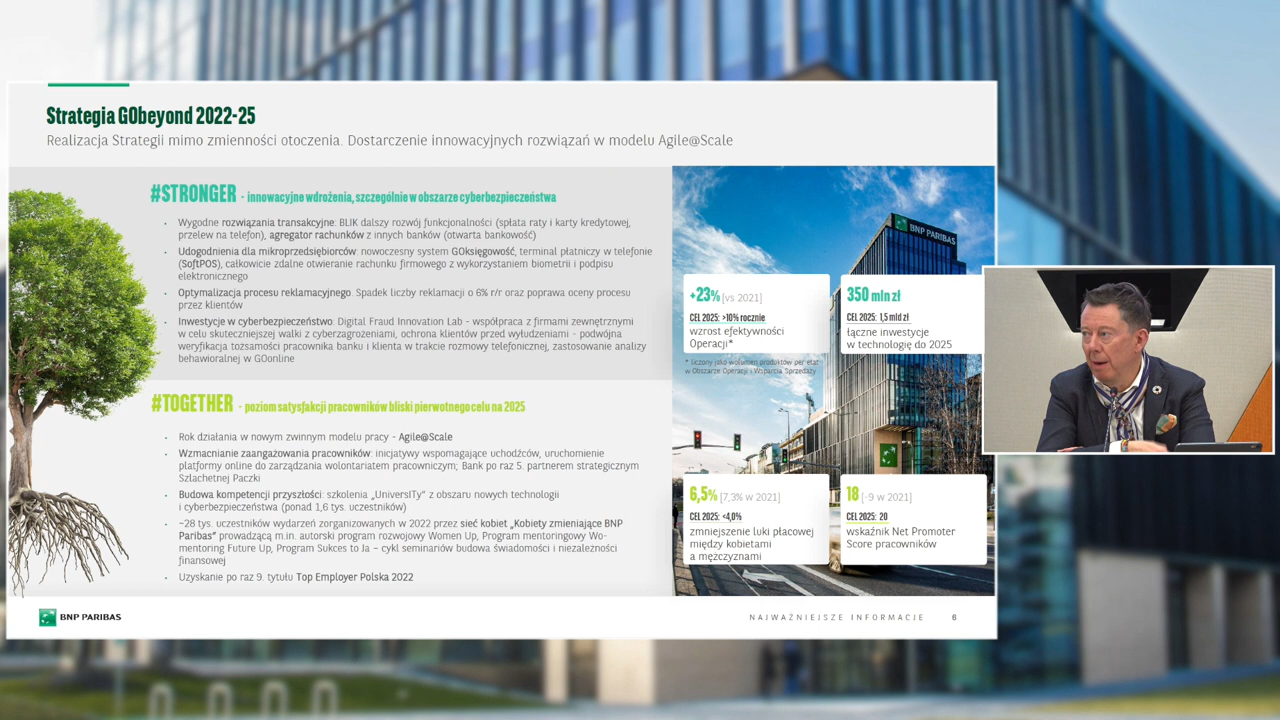 Strategia GObeyond 2022-25
Realizacja Strategii mimo zmienności otoczenia. Dostarczenie innowacyjnych rozwiązań w modelu Agile@Scale
#STRONGER - innowacyjne wdrożenia, szczególnie w obszarze cyberbezpieczeństwa
• Wygodne rozwiązania transakcyjne: BLIK dalszy rozwój funkcjonalności (spłata raty i karty kredytowej,
przelew na telefon), agregator rachunków z innych banków (otwarta bankowość)
• Udogodnienia dla mikroprzedsiębiorców: nowoczesny system GOksięgowość, terminal płatniczy w telefonie
(SoftPOS), całkowicie zdalne otwieranie rachunku firmowego z wykorzystaniem biometrii i podpisu
elektronicznego
• Optymalizacja procesu reklamacyjnego. Spadek liczby reklamacji o 6% r/r oraz poprawa oceny procesu
przez klientów
• Inwestycje w cyberbezpieczeństwo: Digital Fraud Innovation Lab - współpraca z firmami zewnętrznymi
w celu skuteczniejszej walki z cyberzagrożeniami, ochrona klientów przed wyłudzeniami - podwójna
weryfikacja tożsamości pracownika banku i klienta w trakcie rozmowy telefonicznej, zastosowanie analizy
behawioralnej w GOonline
#TOGETHER - poziom satysfakcji pracowników bliski pierwotnego celu na 2025
• Rok działania w nowym zwinnym modelu pracy - Agile@Scale
• Wzmacnianie zaangażowania pracowników: inicjatywy wspomagające uchodźców, uruchomienie
platformy online do zarządzania wolontariatem pracowniczym; Bank po raz 5. partnerem strategicznym
Szlachetnej Paczki
• Budowa kompetencji przyszłości: szkolenia „UniversITy” z obszaru nowych technologii
i cyberbezpieczeństwa (ponad 1,6 tys. uczestników)
• ~28 tys. uczestników wydarzeń zorganizowanych w 2022 przez sieć kobiet „Kobiety zmieniające BNP
Paribas” prowadzącą m.in. autorski program rozwojowy Women Up, Program mentoringowy Wo-
mentoring Future Up, Program Sukces to Ja – cykl seminariów budowa świadomości i niezależności
finansowej
• Uzyskanie po raz 9. tytułu Top Employer Polska 2022
BNP PARIBAS
+23% [vs 2021]
CEL 2025: >10% rocznie
wzrost efektywności
Operacji*
* liczony jako wolumen produktów per etat
w Obszarze Operacji i Wsparcia Sprzedaży
350 mln zł
CEL 2025: 1,5 mld zł
łączne inwestycje
w technologię do 2025
6,5% [7,3% w 2021]
CEL 2025: <4,0%
zmniejszenie luki płacowej
między kobietami
a mężczyznami
18 [-9 w 2021]
CEL 2025: 20
wskaźnik Net Promoter
Score pracowników
BNP PARIBAS
NAJWAŻNIEJSZE INFORMACJE 6